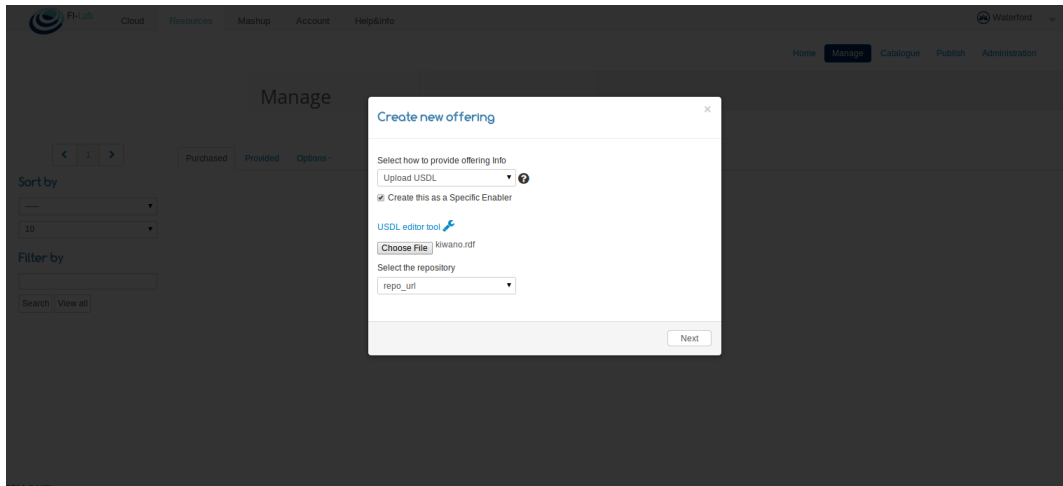 FI-Lab Cloud Resources Mashup Account Help&Info Waterford
Home Manage Catalogue Publish Administration
Manage
Create new offering ×
1 Purchased Provided Options
Select how to provide offering Info
Upload USDL
Sort by
Create this as a Specific Enabler
-----
USDL editor tool
10
Choose File kiwano.rdf
Filter by
Select the repository
repo_url
Search View all
Next